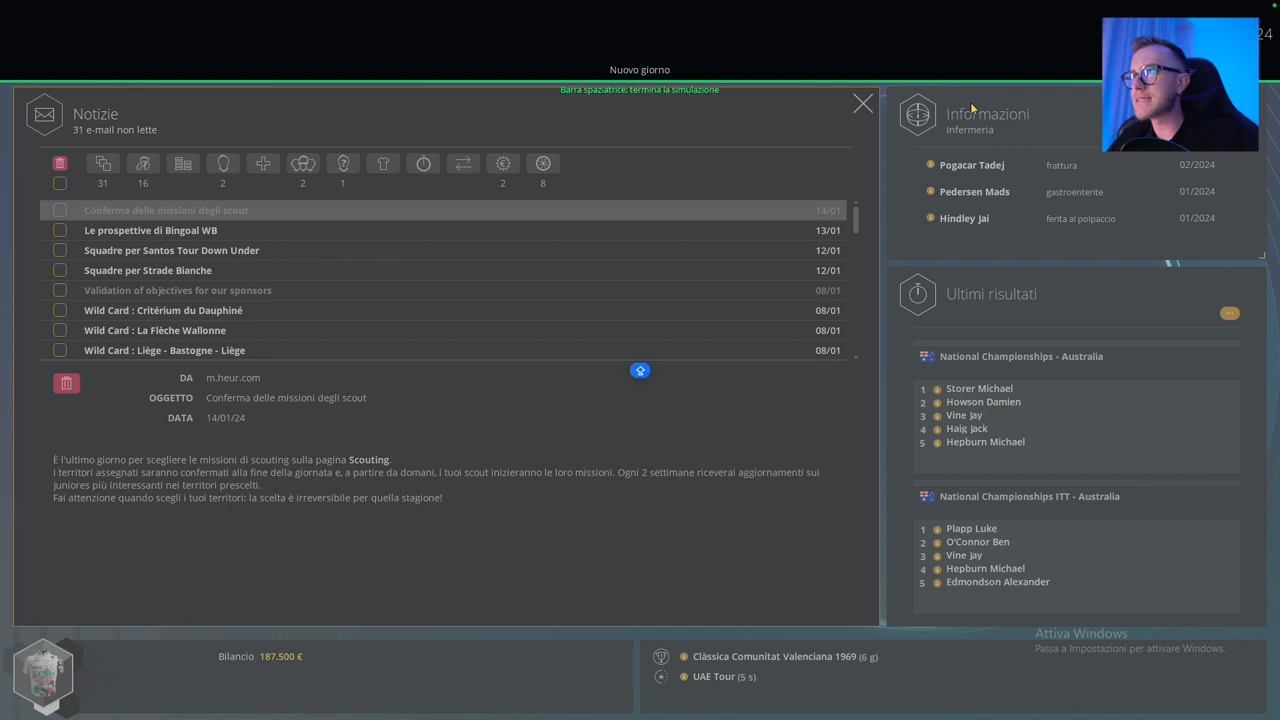 24
Nuovo giorno
Barra spaziatrice: termina la simulazione
Notizie
31 e-mail non lette
31
16
2
2
1
2
8
Conferma delle missioni degli scout 14/01
Le prospettive di Bingoal WB 13/01
Squadre per Santos Tour Down Under 12/01
Squadre per Strade Bianche 12/01
Validation of objectives for our sponsors 08/01
Wild Card : Critérium du Dauphiné 08/01
Wild Card : La Flèche Wallonne 08/01
Wild Card : Liège - Bastogne - Liège 08/01
DA m.heur.com
OGGETTO Conferma delle missioni degli scout
DATA 14/01/24
È l'ultimo giorno per scegliere le missioni di scouting sulla pagina Scouting.
I territori assegnati saranno confermati alla fine della giornata e, a partire da domani, i tuoi scout inizieranno le loro missioni. Ogni 2 settimane riceverai aggiornamenti sui
juniores più interessanti nei territori prescelti.
Fai attenzione quando scegli i tuoi territori: la scelta è irreversibile per quella stagione!
Informazioni
Infermeria
Pogacar Tadej frattura 02/2024
Pedersen Mads gastroenterite 01/2024
Hindley Jai ferita al polpaccio 01/2024
Ultimi risultati
...
National Championships - Australia
1 Storer Michael
2 Howson Damien
3 Vine Jay
4 Haig Jack
5 Hepburn Michael
National Championships ITT - Australia
1 Plapp Luke
2 O'Connor Ben
3 Vine Jay
4 Hepburn Michael
5 Edmondson Alexander
Attiva Windows
Passa a Impostazioni per attivare Windows.
Bilancio 187.500 €
Clàssica Comunitat Valenciana 1969 (6 g)
UAE Tour (5 s)